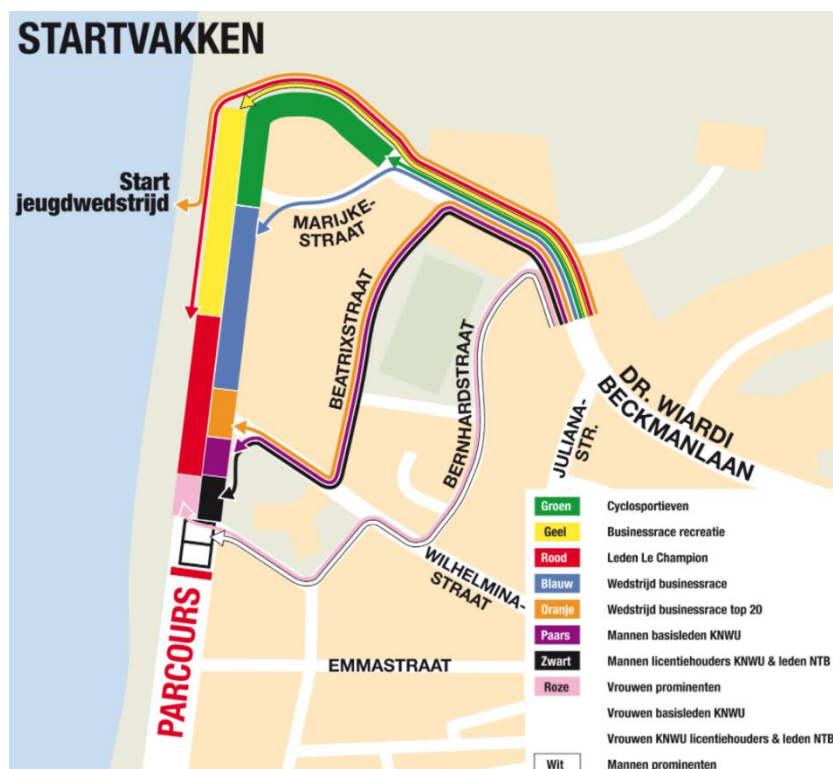 STARTVAKKEN
Start
jeugdwedstrijd
MARIJKE-
STRAAT
BEATRIXSTRAAT
BERNHARDSTRAAT
JULIANA-
STR.
DR. WIARDI
BECKMANLAAN
WILHELMINA-
STRAAT
EMMASTRAAT
PARCOURS
Groen Cyclosportieven
Geel Businessrace recreatie
Rood Leden Le Champion
Blauw Wedstrijd businessrace
Oranje Wedstrijd businessrace top 20
Paars Mannen basisleden KNWU
Zwart Mannen licentiehouders KNWU & leden NTB
Roze Vrouwen prominenten
Vrouwen basisleden KNWU
Vrouwen KNWU licentiehouders & leden NTB
Wit Mannen prominenten